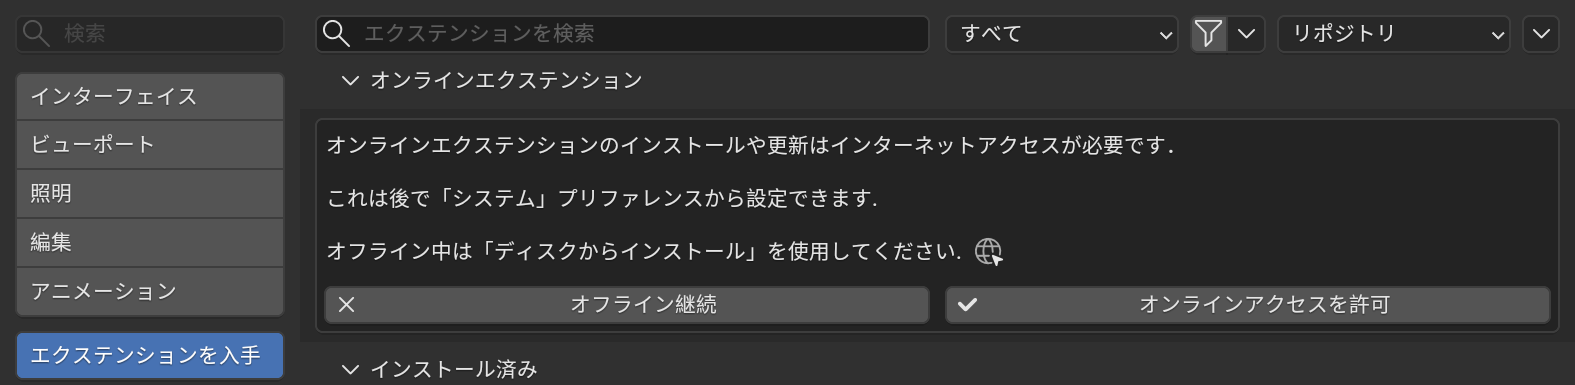 検索
エクステンションを検索
すべて
リポジトリ
インターフェイス
ビューポート
照明
編集
アニメーション
エクステンションを入手
オンラインエクステンション
オンラインエクステンションのインストールや更新はインターネットアクセスが必要です.
これは後で「システム」プリファレンスから設定できます.
オフライン中は「ディスクからインストール」を使用してください.
オフライン継続
オンラインアクセスを許可
インストール済み